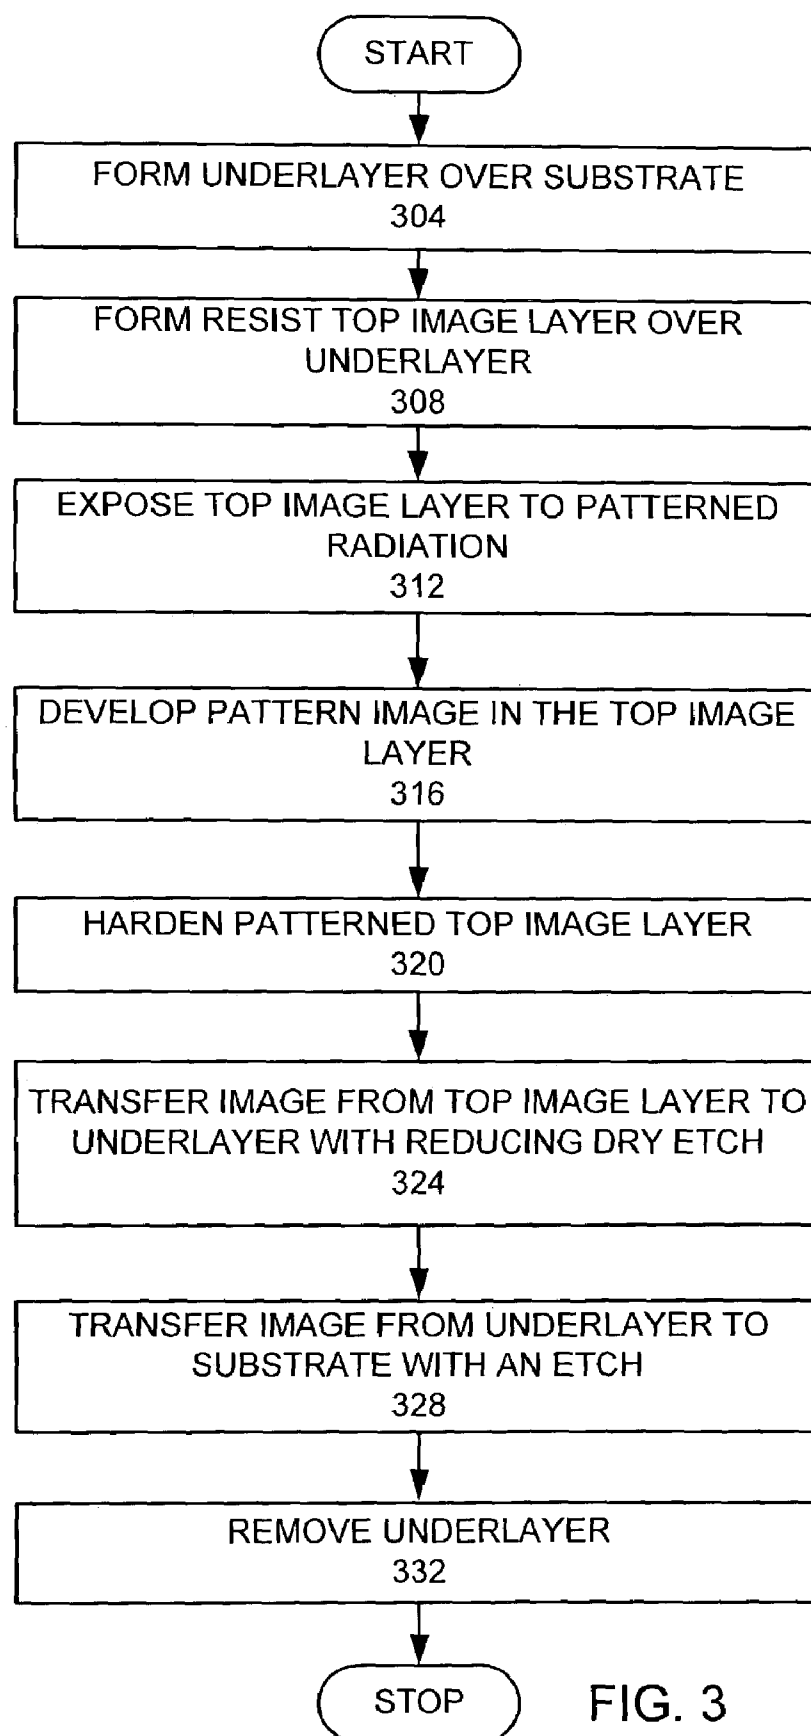 START
FORM UNDERLAYER OVER SUBSTRATE
304
FORM RESIST TOP IMAGE LAYER OVER
UNDERLAYER
308
EXPOSE TOP IMAGE LAYER TO PATTERNED
RADIATION
312
DEVELOP PATTERN IMAGE IN THE TOP IMAGE
LAYER
316
HARDEN PATTERNED TOP IMAGE LAYER
320
TRANSFER IMAGE FROM TOP IMAGE LAYER TO
UNDERLAYER WITH REDUCING DRY ETCH
324
TRANSFER IMAGE FROM UNDERLAYER TO
SUBSTRATE WITH AN ETCH
328
REMOVE UNDERLAYER
332
STOP
FIG. 3